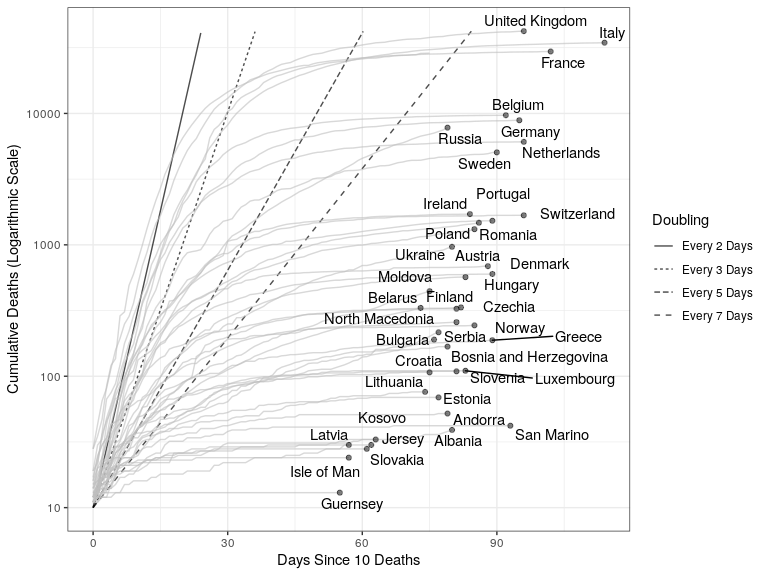 United Kingdom
Italy
France
Belgium
Germany
Russia
Netherlands
Sweden
Portugal
Ireland
Switzerland
Poland
Romania
Ukraine
Austria
Denmark
Moldova
Hungary
Belarus
Finland
Czechia
North Macedonia
Norway
Bulgaria
Serbia
Greece
Bosnia and Herzegovina
Croatia
Slovenia
Luxembourg
Lithuania
Estonia
Kosovo
Andorra
San Marino
Latvia
Jersey
Albania
Slovakia
Isle of Man
Guernsey
10000
1000
100
10
0
30
60
90
Days Since 10 Deaths
Cumulative Deaths (Logarithmic Scale)
Doubling
Every 2 Days
Every 3 Days
Every 5 Days
Every 7 Days